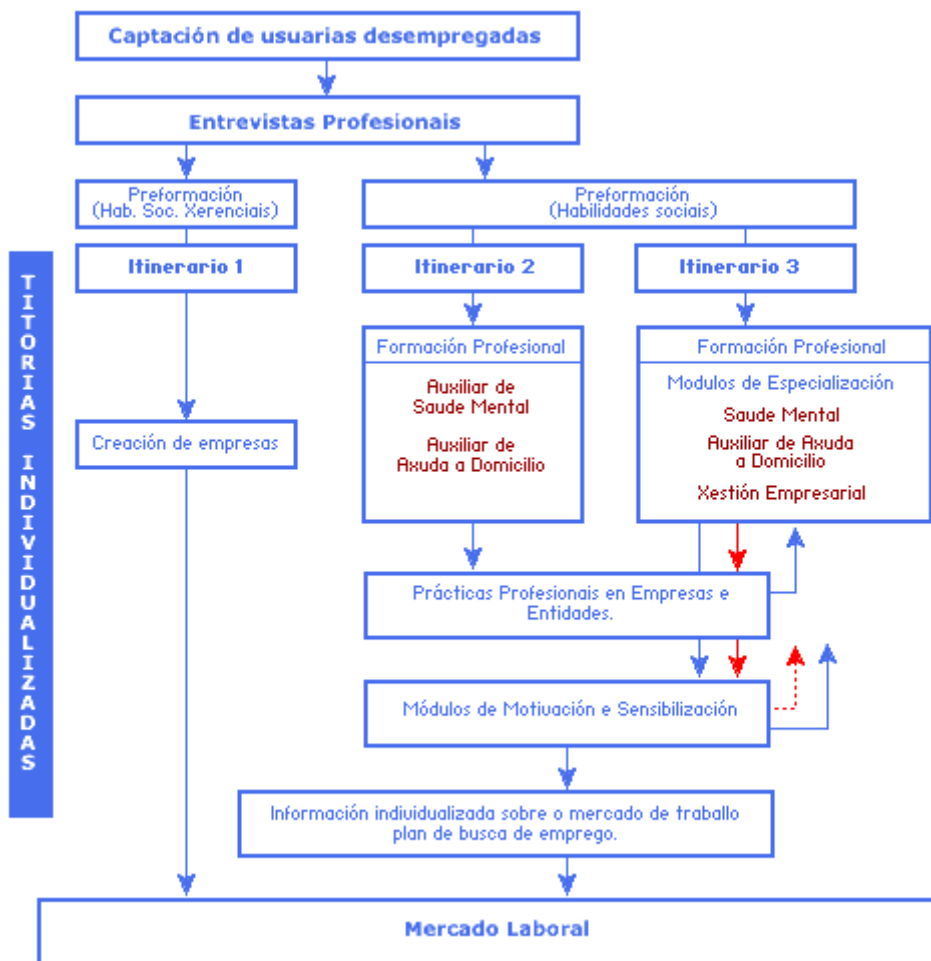 Captación de usuarias desempregadas
Entrevistas Profesionais
Preformación
(Hab. Soc. Xerenciais)
Preformación
(Habilidades sociais)
TITORIAS INDIVIDUALIZADAS
Itinerario 1
Itinerario 2
Itinerario 3
Formación Profesional
Auxiliar de
Saude Mental
Auxiliar de
Axuda a Domicilio
Formación Profesional
Modulos de Especialización
Saude Mental
Auxiliar de Axuda
a Domicilio
Xestión Empresarial
Creación de empresas
Prácticas Profesionais en Empresas e
Entidades.
Módulos de Motivación e Sensibilización
Información individualizada sobre o mercado de traballo
plan de busca de emprego.
Mercado Laboral